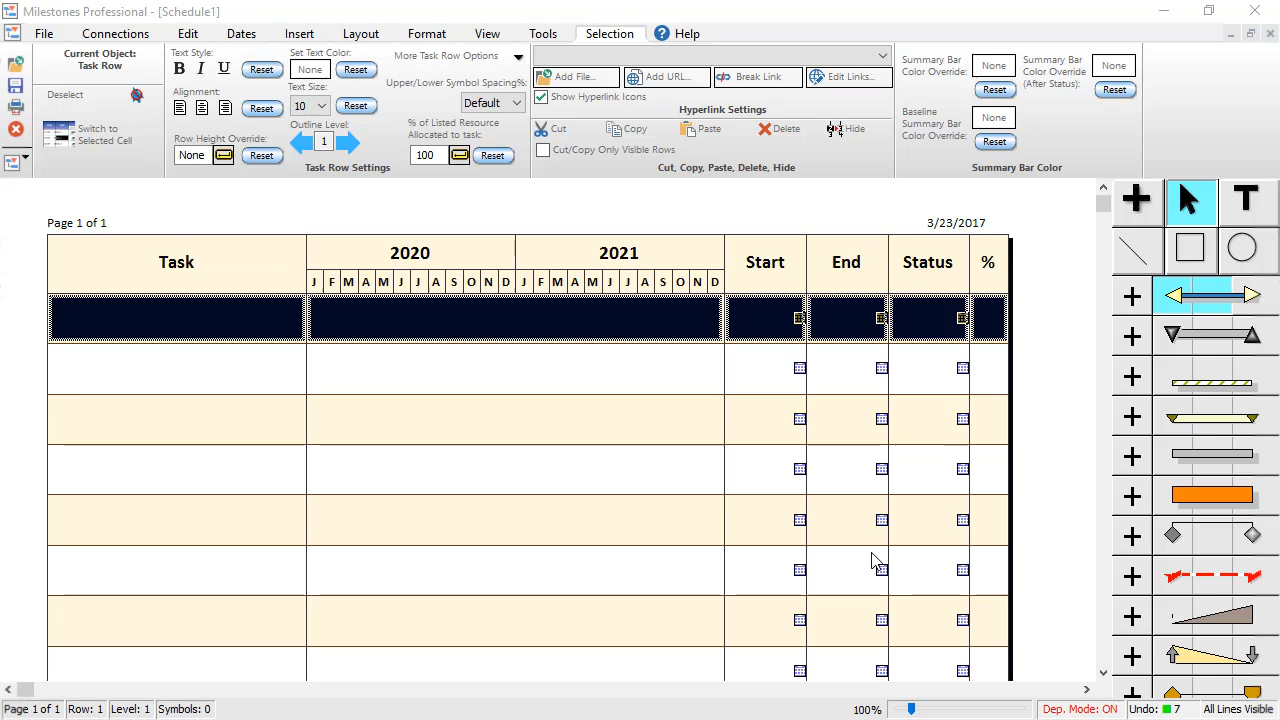 Milestones Professional - [Schedule1]
File Connections Edit Dates Insert Layout Format View Tools Selection ? Help
Current Object:
Task Row
Deselect
Switch to
Selected Cell
Text Style:
B I U Reset
Alignment:
Reset
Row Height Override:
None Reset
Set Text Color:
None Reset
Text Size:
10 Reset
Outline Level:
1
More Task Row Options
Upper/Lower Symbol Spacing%:
Default
% of Listed Resource
Allocated to task:
100 Reset
Task Row Settings
Add File... Add URL... Break Link Edit Links...
Show Hyperlink Icons
Hyperlink Settings
Cut Copy Paste Delete Hide
Cut/Copy Only Visible Rows
Cut, Copy, Paste, Delete, Hide
Summary Bar
Color Override:
None
Reset
Summary Bar
Color Override
(After Status):
None
Reset
Baseline
Summary Bar
Color Override:
None
Reset
Summary Bar Color
Page 1 of 1 3/23/2017
Task 2020 2021 Start End Status %
J F M A M J J A S O N D J F M A M J J A S O N D
T
Page 1 of 1 Row: 1 Level: 1 Symbols: 0 100% Dep. Mode: ON Undo: 7 All Lines Visible